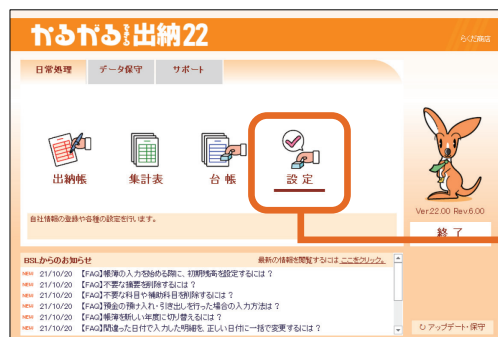 かるがるできる出納22
らくだ商店
日常処理 データ保守 サポート
出納帳 集計表 台帳 設定
自社情報の登録や各種の設定を行います。
Ver.22.00 Rev.6.00
終了
BSLからのお知らせ 最新の情報を閲覧するには ここをクリック。
NEW 21/10/20 【FAQ】帳簿の入力を始める際に、初期残高を設定するには？
NEW 21/10/20 【FAQ】不要な摘要を削除するには？
NEW 21/10/20 【FAQ】不要な科目や補助科目を削除するには？
NEW 21/10/20 【FAQ】預金の預け入れ・引き出しを行った場合の入力方法は？
NEW 21/10/20 【FAQ】帳簿を新しい年度に切り替えるには？
NEW 21/10/20 【FAQ】間違った日付で入力した明細を、正しい日付に一括で変更するには？
アップデート・保守